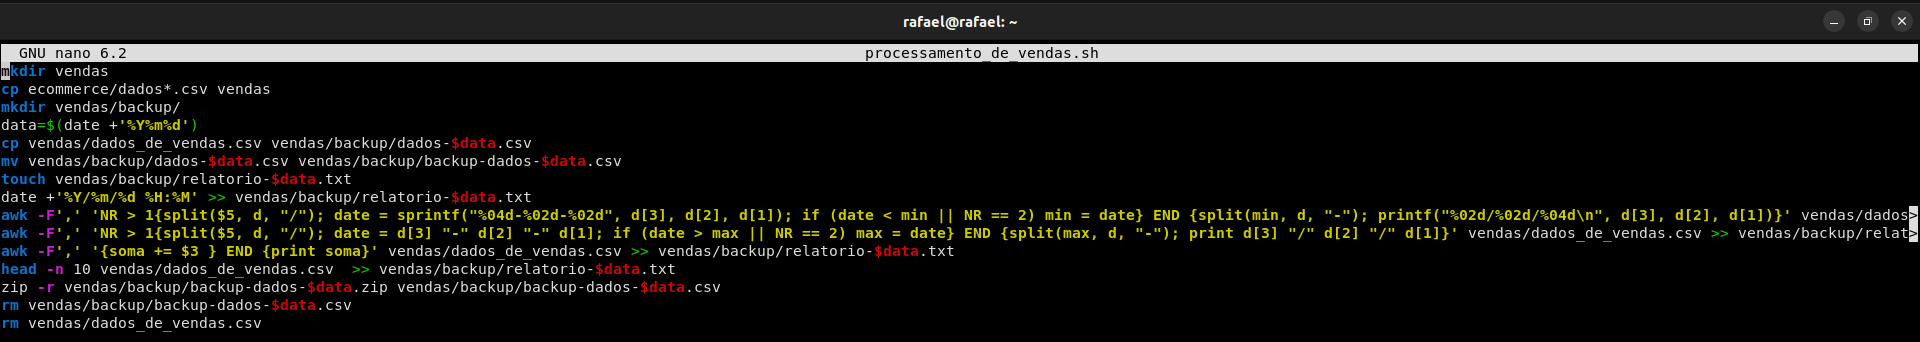 rafael@rafael: ~
GNU nano 6.2 processamento_de_vendas.sh
mkdir vendas
cp ecommerce/dados*.csv vendas
mkdir vendas/backup/
data=$(date +'%Y%m%d')
cp vendas/dados_de_vendas.csv vendas/backup/dados-$data.csv
mv vendas/backup/dados-$data.csv vendas/backup/backup-dados-$data.csv
touch vendas/backup/relatorio-$data.txt
date +'%Y/%m/%d %H:%M' >> vendas/backup/relatorio-$data.txt
awk -F',' 'NR > 1{split($5, d, "/"); date = sprintf("%04d-%02d-%02d", d[3], d[2], d[1]); if (date < min || NR == 2) min = date} END {split(min, d, "-"); printf("%02d/%02d/%04d\n", d[3], d[2], d[1])}' vendas/dados>
awk -F',' 'NR > 1{split($5, d, "/"); date = d[3] "-" d[2] "-" d[1]; if (date > max || NR == 2) max = date} END {split(max, d, "-"); print d[3] "/" d[2] "/" d[1]}' vendas/dados_de_vendas.csv >> vendas/backup/relat>
awk -F',' '{soma += $3 } END {print soma}' vendas/dados_de_vendas.csv >> vendas/backup/relatorio-$data.txt
head -n 10 vendas/dados_de_vendas.csv  >> vendas/backup/relatorio-$data.txt
zip -r vendas/backup/backup-dados-$data.zip vendas/backup/backup-dados-$data.csv
rm vendas/backup/backup-dados-$data.csv
rm vendas/dados_de_vendas.csv